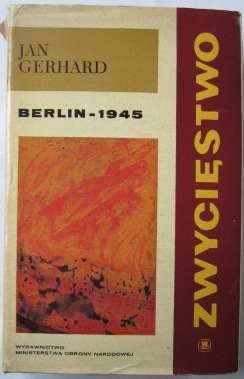 JAN
GERHARD
BERLIN-1945
WYDAWNICTWO
MINISTERSTWA OBRONY NARODOWEJ
ZWYCIĘSTWO